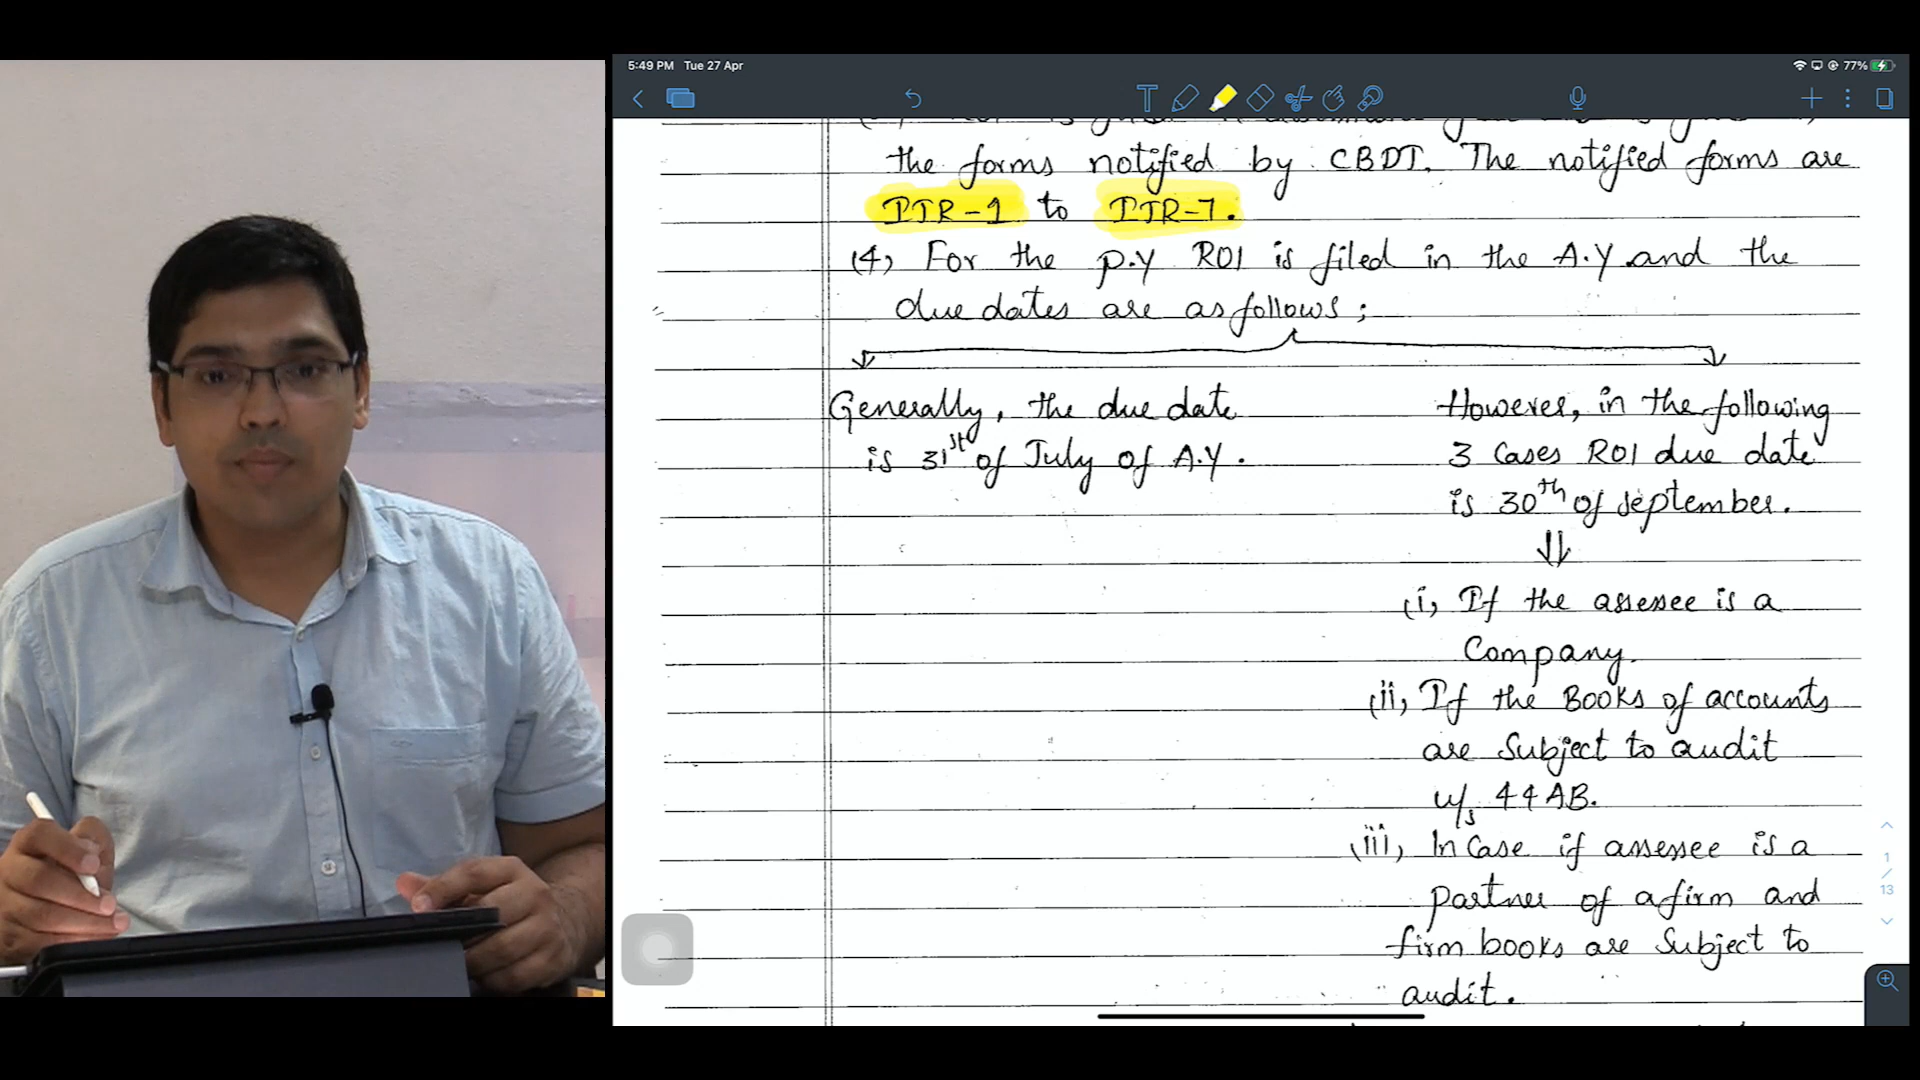 5:49 PM Tue 27 Apr
77%
the forms notified by CBDT. The notified forms are
ITR-1 to ITR-7.
(4) For the P.Y ROI is filed in the A.Y and the
due dates are as follows;
Generally, the due date
is 31st of July of A.Y.
However, in the following
3 Cases ROI due date
is 30th of September.
(i) If the assessee is a
Company.
(ii) If the Books of accounts
are Subject to audit
u/s 44AB.
(iii) In Case if assessee is a
partner of a firm and
firm books are Subject to
audit.
1
/
13